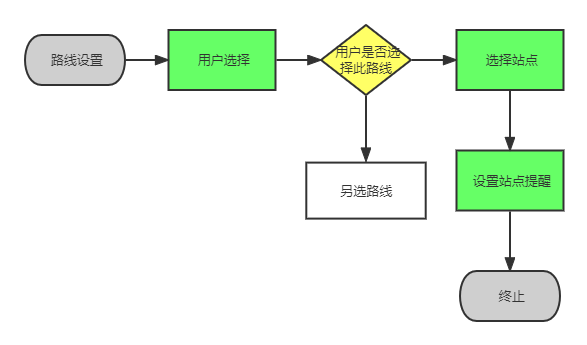 路线设置
用户选择
用户是否选
择此路线
选择站点
另选路线
设置站点提醒
终止